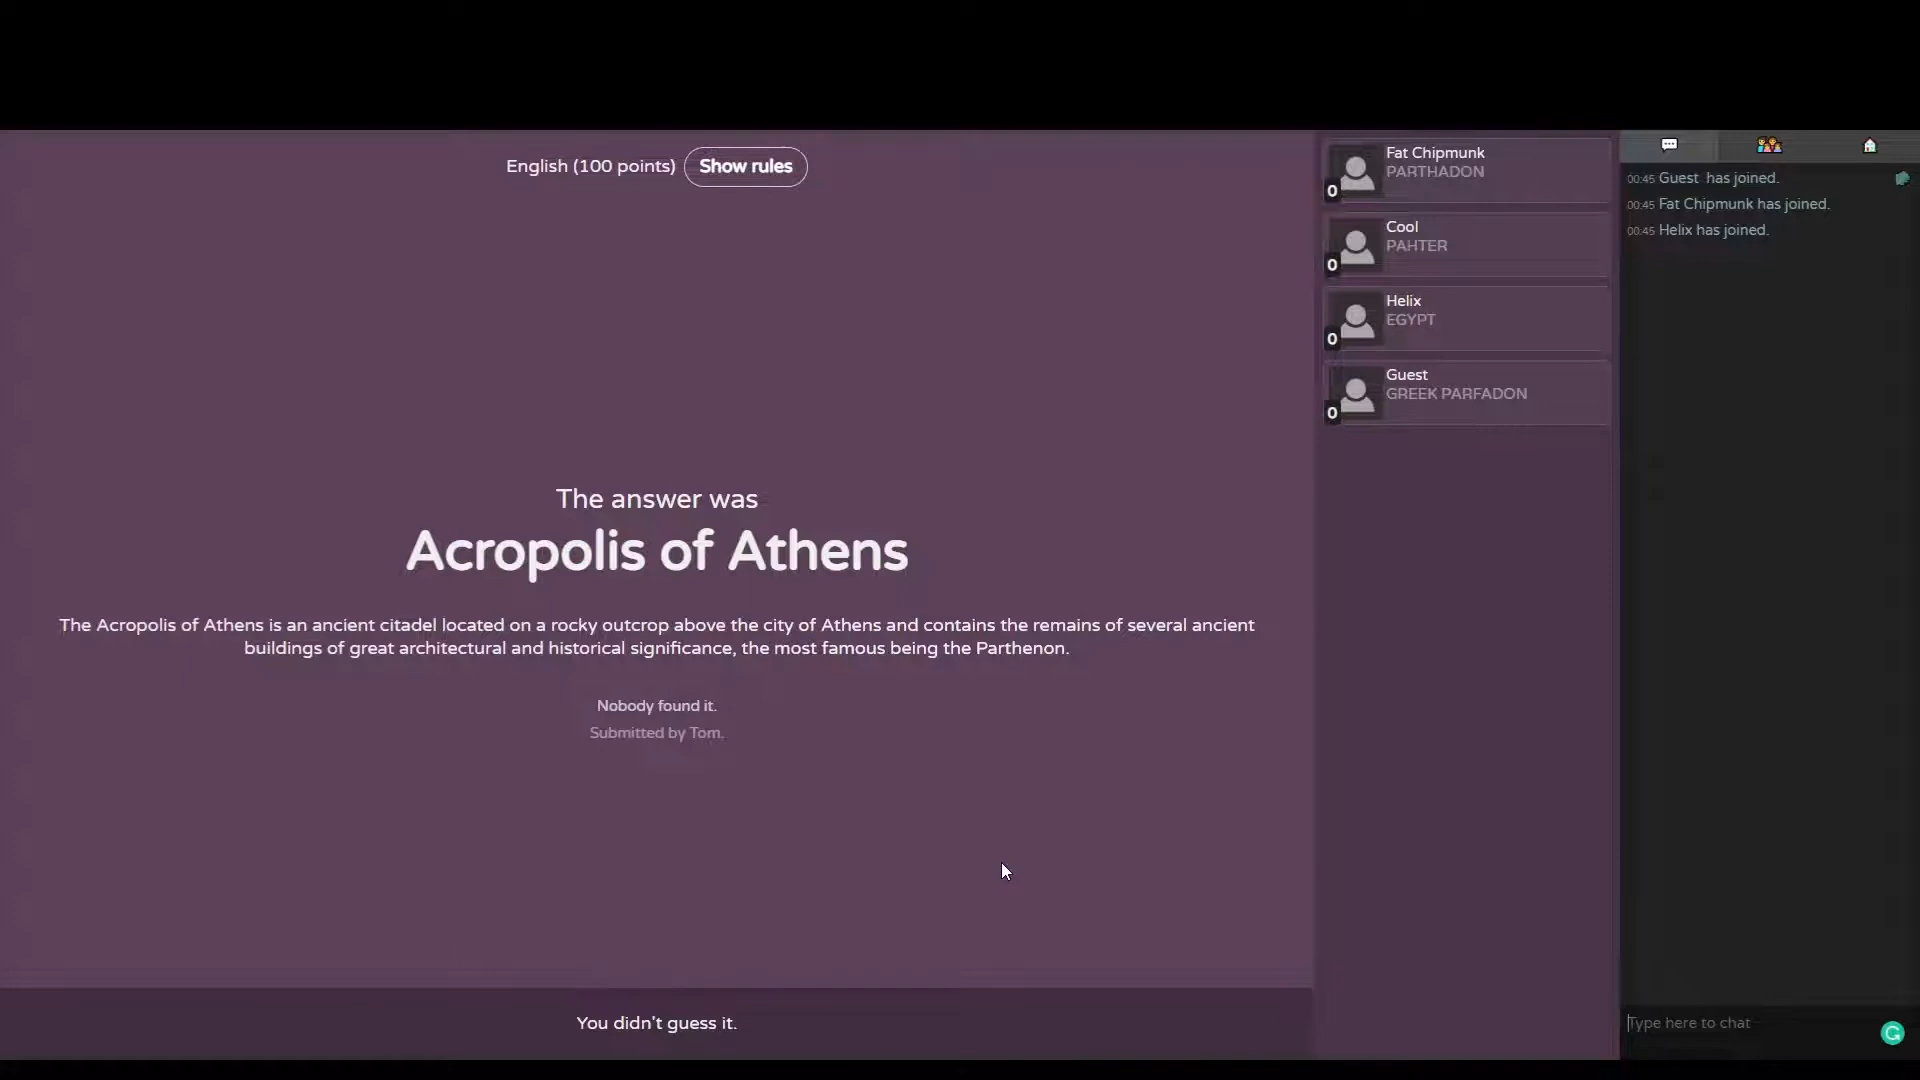 English (100 points) Show rules
The answer was
Acropolis of Athens
The Acropolis of Athens is an ancient citadel located on a rocky outcrop above the city of Athens and contains the remains of several ancient
buildings of great architectural and historical significance, the most famous being the Parthenon.
Nobody found it.
Submitted by Tom.
You didn't guess it.
Fat Chipmunk
PARTHADON
0
Cool
PAHTER
0
Helix
EGYPT
0
Guest
GREEK PARFADON
0
00:45 Guest has joined.
00:45 Fat Chipmunk has joined.
00:45 Helix has joined.
Type here to chat